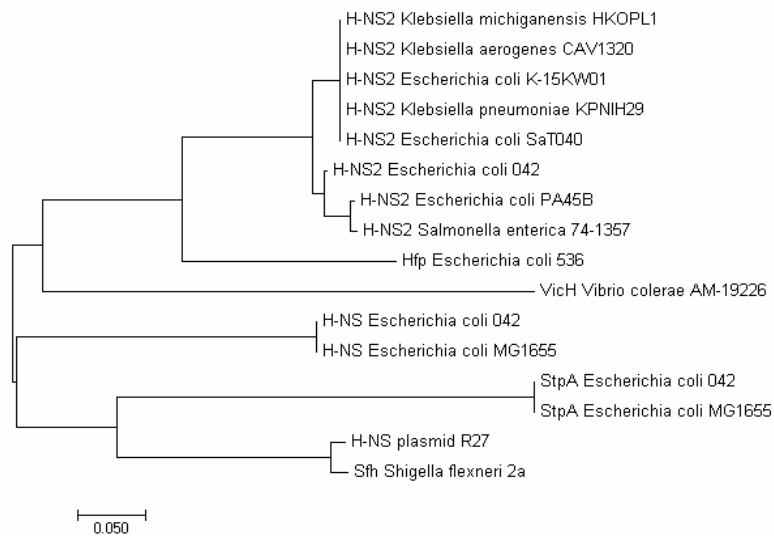 H-NS2 Klebsiella michiganensis HKOPL1
H-NS2 Klebsiella aerogenes CAV1320
H-NS2 Escherichia coli K-15KW01
H-NS2 Klebsiella pneumoniae KPNIH29
H-NS2 Escherichia coli SaT040
H-NS2 Escherichia coli 042
H-NS2 Escherichia coli PA45B
H-NS2 Salmonella enterica 74-1357
Hfp Escherichia coli 536
VicH Vibrio colerae AM-19226
H-NS Escherichia coli 042
H-NS Escherichia coli MG1655
StpA Escherichia coli 042
StpA Escherichia coli MG1655
H-NS plasmid R27
Sfh Shigella flexneri 2a
0.050